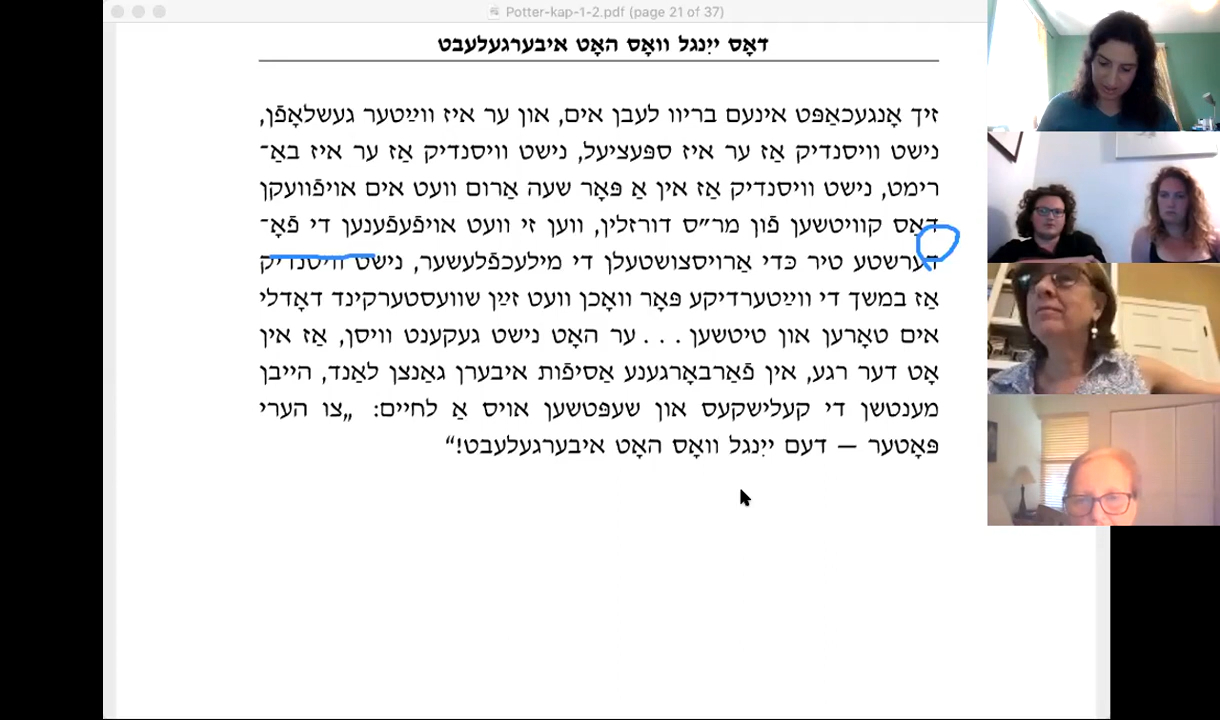 Potter-kap-1-2.pdf (page 21 of 37)
דאָס ייִנגל וואָס האָט איבערגעלעבט
זיך אָנגעכאַפּט אינעם בריוו לעבן אים, און ער איז ווײַטער געשלאָפֿן,
נישט וויסנדיק אַז ער איז ספּעציעל, נישט וויסנדיק אַז ער איז באַ־
רימט, נישט וויסנדיק אַז אין אַ פּאָר שעה אַרום וועט אים אויפֿוועקן
דאָס קוויטשען פֿון מר״ס דורזלין, ווען זי וועט אויפֿעפֿענען די פֿאָ־
דערשטע טיר כּדי אַרויסצושטעלן די מילעכפֿלעשער, נישט וויסנדיק
אַז במשך די ווײַטערדיקע פּאָר וואָכן וועט זײַן שוועסטערקינד דאָדלי
אים טאָרען און טיטשען . . . ער האָט נישט געקענט וויסן, אַז אין
אָט דער רגע, אין פֿאַרבאָרגענע אַסיפֿות איבערן גאַנצן לאַנד, הייבן
מענטשן די קעלישקעס און שעפּטשען אויס אַ לחיים: „צו הערי
פּאָטער — דעם ייִנגל וואָס האָט איבערגעלעבט!“